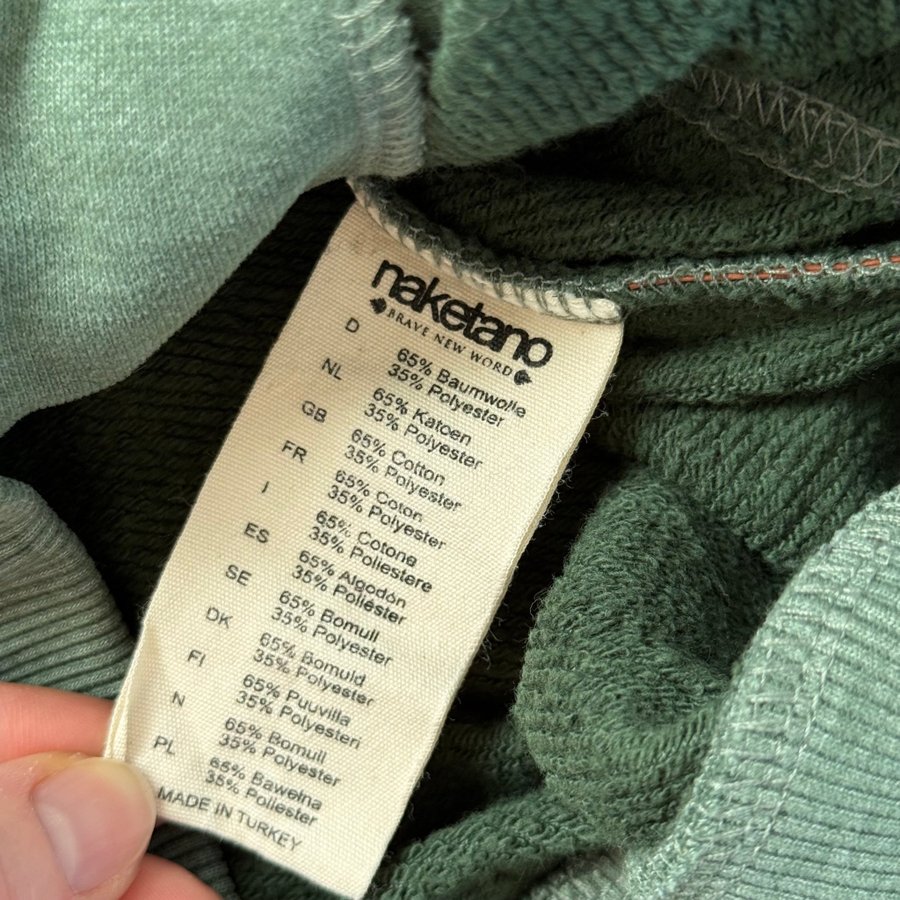 naketano
BRAVE NEW WORD
D 65% Baumwolle
35% Polyester
NL 65% Katoen
35% Polyester
GB 65% Cotton
35% Polyester
FR 65% Coton
35% Polyester
I 65% Cotone
35% Poliestere
ES 65% Algodón
35% Poliéster
SE 65% Bomull
35% Polyester
DK 65% Bomuld
35% Polyester
FI 65% Puuvilla
35% Polyesteri
N 65% Bomull
35% Polyester
PL 65% Bawełna
35% Poliester
MADE IN TURKEY